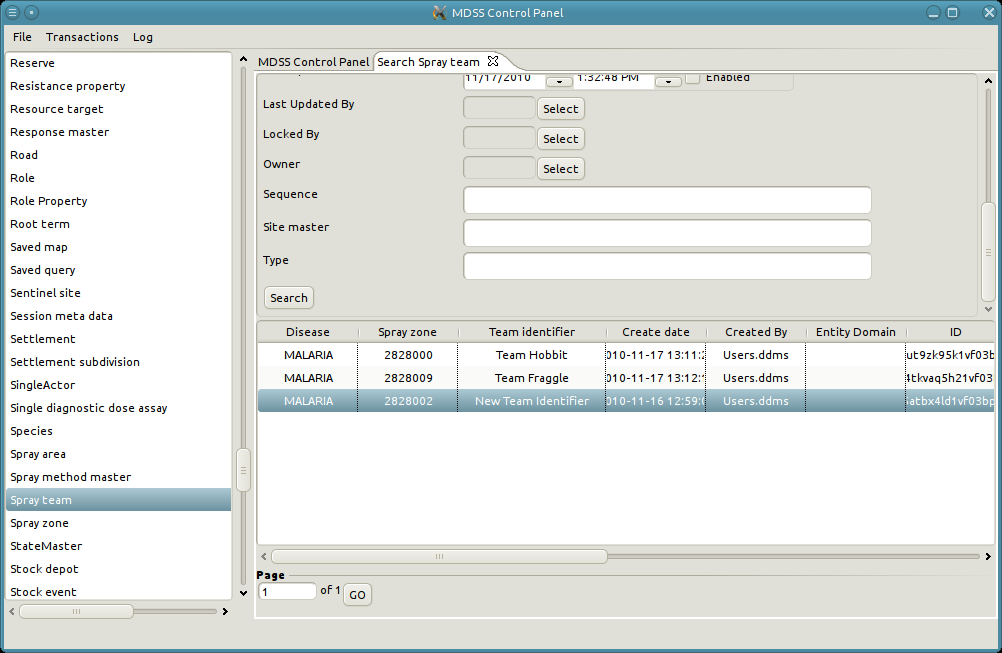 MDSS Control Panel
File Transactions Log
Reserve
Resistance property
Resource target
Response master
Road
Role
Role Property
Root term
Saved map
Saved query
Sentinel site
Session meta data
Settlement
Settlement subdivision
SingleActor
Single diagnostic dose assay
Species
Spray area
Spray method master
Spray team
Spray zone
StateMaster
Stock depot
Stock event
MDSS Control Panel Search Spray team
11/17/2010 1:32:48 PM Enabled
Last Updated By Select
Locked By Select
Owner Select
Sequence
Site master
Type
Search
Disease Spray zone Team identifier Create date Created By Entity Domain ID
MALARIA 2828000 Team Hobbit 010-11-17 13:11:2 Users.ddms ut9zk95k1vf03b
MALARIA 2828009 Team Fraggle 010-11-17 13:12: Users.ddms tkvaq5h21vf03
MALARIA 2828002 New Team Identifier 010-11-16 12:59: Users.ddms atbx4ld1vf03bp
Page
1 of 1 GO